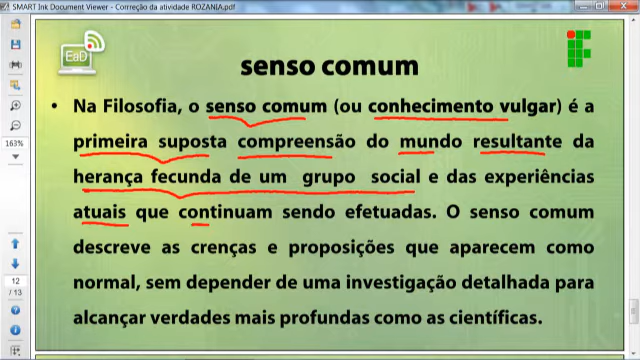 SMART Ink Document Viewer - Corrreção da atividade ROZANIA.pdf
EaD
senso comum
• Na Filosofia, o senso comum (ou conhecimento vulgar) é a
primeira suposta compreensão do mundo resultante da
herança fecunda de um grupo social e das experiências
atuais que continuam sendo efetuadas. O senso comum
descreve as crenças e proposições que aparecem como
normal, sem depender de uma investigação detalhada para
alcançar verdades mais profundas como as científicas.
163%
12
/ 13